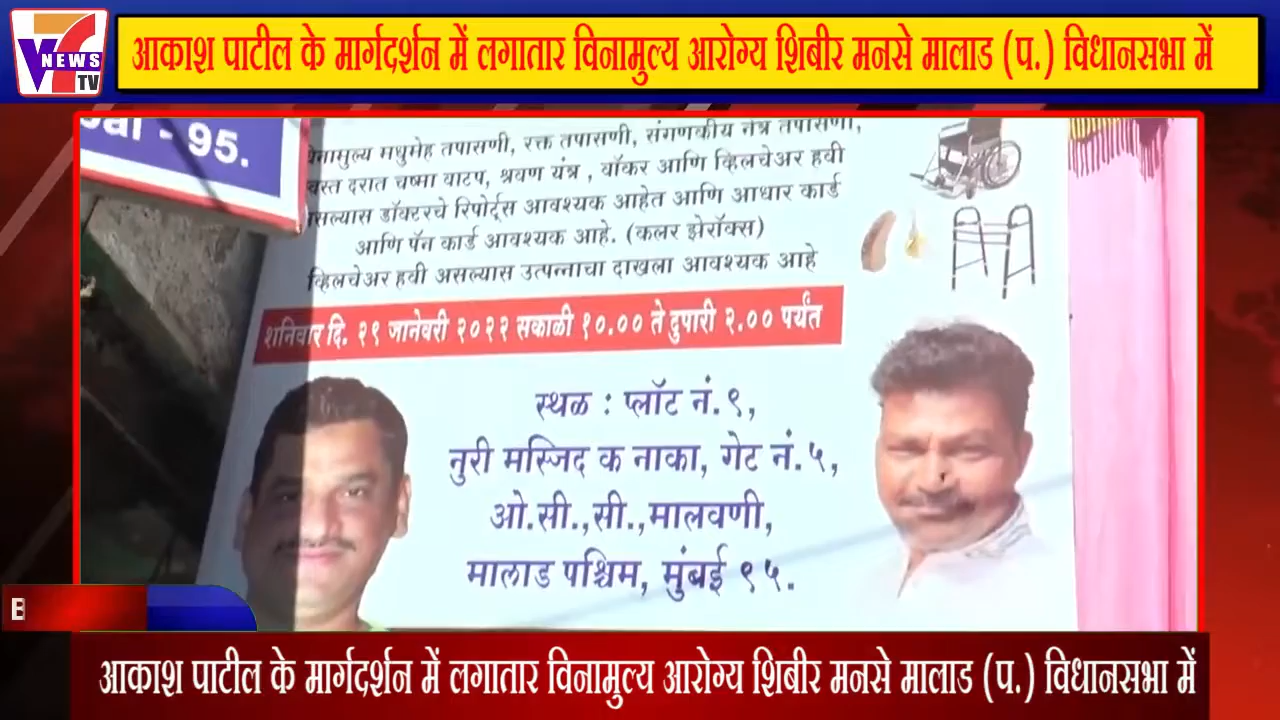 V7 NEWS TV
आकाश पाटील के मार्गदर्शन में लगातार विनामुल्य आरोग्य शिबीर मनसे मालाड (प.) विधानसभा में
- 95.
मधुमेह तपासणी, रक्त तपासणी, संगणकीय नेत्र तपासणी,
दरात चष्मा वाटप, श्रवण यंत्र , वॉकर आणि व्हिलचेअर हवी
डॉक्टरचे रिपोर्ट्स आवश्यक आहेत आणि आधार कार्ड
आणि पॅन कार्ड आवश्यक आहे. (कलर झेरॉक्स)
व्हिलचेअर हवी असल्यास उत्पन्नाचा दाखला आवश्यक आहे
शनिवार दि. २९ जानेवरी २०२२ सकाळी १०.०० ते दुपारी २.०० पर्यंत
स्थळ : प्लॉट नं. ९,
नुरी मस्जिद क नाका, गेट नं.५,
ओ.सी.,सी.,मालवणी,
मालाड पश्चिम, मुंबई ९५.
आकाश पाटील के मार्गदर्शन में लगातार विनामुल्य आरोग्य शिबीर मनसे मालाड (प.) विधानसभा में